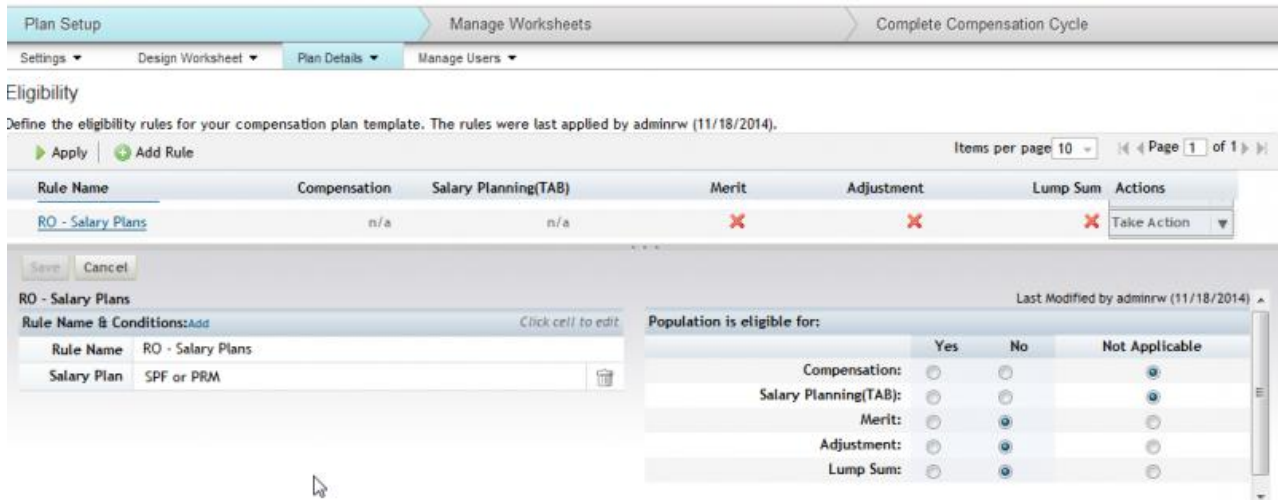 Plan Setup Manage Worksheets Complete Compensation Cycle
Settings Design Worksheet Plan Details Manage Users
Eligibility
Define the eligibility rules for your compensation plan template. The rules were last applied by adminrw (11/18/2014).
Apply Add Rule Items per page 10 Page 1 of 1
Rule Name Compensation Salary Planning(TAB) Merit Adjustment Lump Sum Actions
RO - Salary Plans n/a n/a Take Action
Save Cancel
RO - Salary Plans Last Modified by adminrw (11/18/2014)
Rule Name & Conditions:Add Click cell to edit Population is eligible for:
Yes No Not Applicable
Rule Name RO - Salary Plans
Salary Plan SPF or PRM
Compensation:
Salary Planning(TAB):
Merit:
Adjustment:
Lump Sum: